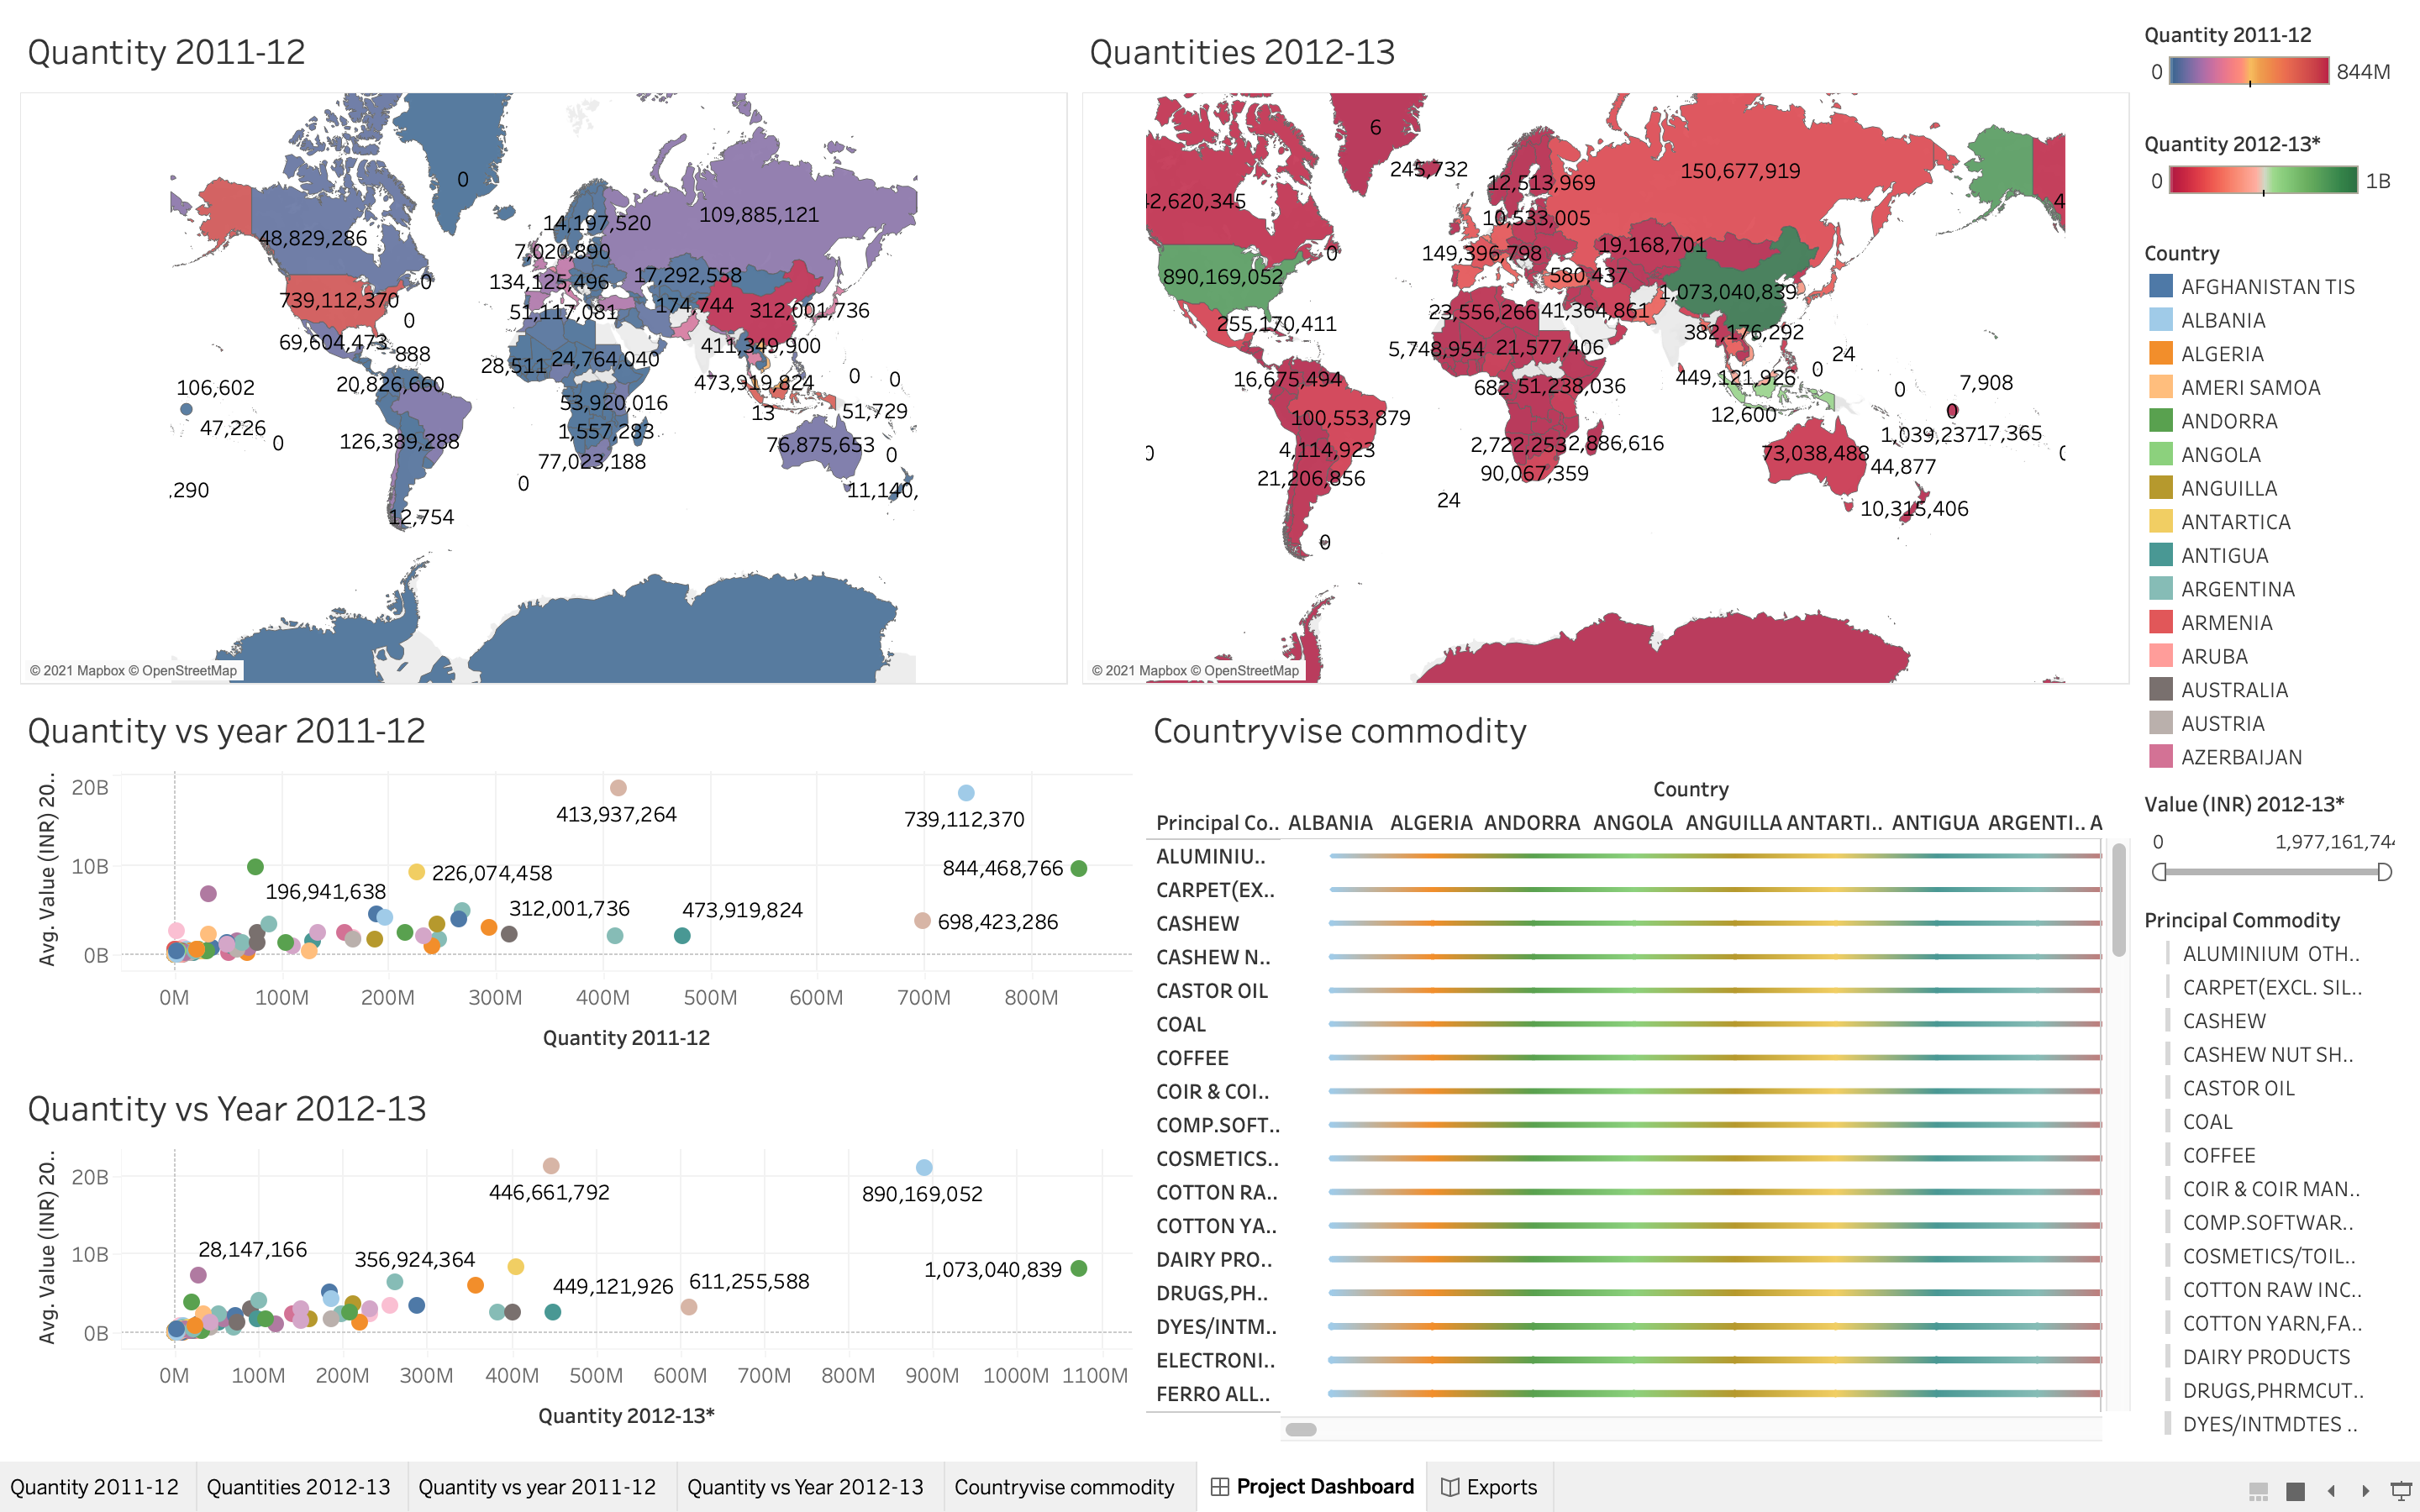 Quantity 2011-12
0
48,829,286
14,197,520
109,885,121
7,020,890
134,125,496
17,292,558
0
739,112,370
51,117,081
174,744
312,001,736
0
69,604,473
888
411,349,900
28,511
24,764,040
106,602
20,826,660
473,919,824
0
0
53,920,016
13
51,729
47,226
0
126,389,288
1,557,283
76,875,653
0
77,023,188
,290
0
11,140,
12,754
© 2021 Mapbox © OpenStreetMap
Quantities 2012-13
6
245,732
12,513,969
150,677,919
42,620,345
4
10,533,005
0
149,396,798
19,168,701
890,169,052
580,437
1,073,040,839
23,556,266
41,364,861
255,170,411
382,176,292
5,748,954
21,577,406
24
16,675,494
682
51,238,036
449,121,926
0
0
7,908
100,553,879
12,600
0
0
4,114,923
2,722,253
2,886,616
73,038,488
1,039,237
17,365
21,206,856
90,067,359
44,877
24
10,315,406
0
© 2021 Mapbox © OpenStreetMap
Quantity 2011-12
0
844M
Quantity 2012-13*
0
1B
Country
AFGHANISTAN TIS
ALBANIA
ALGERIA
AMERI SAMOA
ANDORRA
ANGOLA
ANGUILLA
ANTARTICA
ANTIGUA
ARGENTINA
ARMENIA
ARUBA
AUSTRALIA
AUSTRIA
AZERBAIJAN
Value (INR) 2012-13*
0
1,977,161,74
Principal Commodity
ALUMINIUM OTH..
CARPET(EXCL. SIL..
CASHEW
CASHEW NUT SH..
CASTOR OIL
COAL
COFFEE
COIR & COIR MAN..
COMP.SOFTWAR..
COSMETICS/TOIL..
COTTON RAW INC..
COTTON YARN,FA..
DAIRY PRODUCTS
DRUGS,PHRMCUT..
DYES/INTMDTES ..
Quantity vs year 2011-12
Avg. Value (INR) 20..
20B
10B
0B
413,937,264
739,112,370
844,468,766
226,074,458
196,941,638
312,001,736
473,919,824
698,423,286
0M 100M 200M 300M 400M 500M 600M 700M 800M
Quantity 2011-12
Quantity vs Year 2012-13
Avg. Value (INR) 20..
20B
10B
0B
446,661,792
890,169,052
28,147,166
356,924,364
449,121,926
611,255,588
1,073,040,839
0M 100M 200M 300M 400M 500M 600M 700M 800M 900M 1000M 1100M
Quantity 2012-13*
Countryvise commodity
Country
Principal Co.. ALBANIA ALGERIA ANDORRA ANGOLA ANGUILLA ANTARTI.. ANTIGUA ARGENTI.. A
ALUMINIU..
CARPET(EX..
CASHEW
CASHEW N..
CASTOR OIL
COAL
COFFEE
COIR & COI..
COMP.SOFT..
COSMETICS..
COTTON RA..
COTTON YA..
DAIRY PRO..
DRUGS,PH..
DYES/INTM..
ELECTRONI..
FERRO ALL..
Quantity 2011-12 Quantities 2012-13 Quantity vs year 2011-12 Quantity vs Year 2012-13 Countryvise commodity Project Dashboard Exports